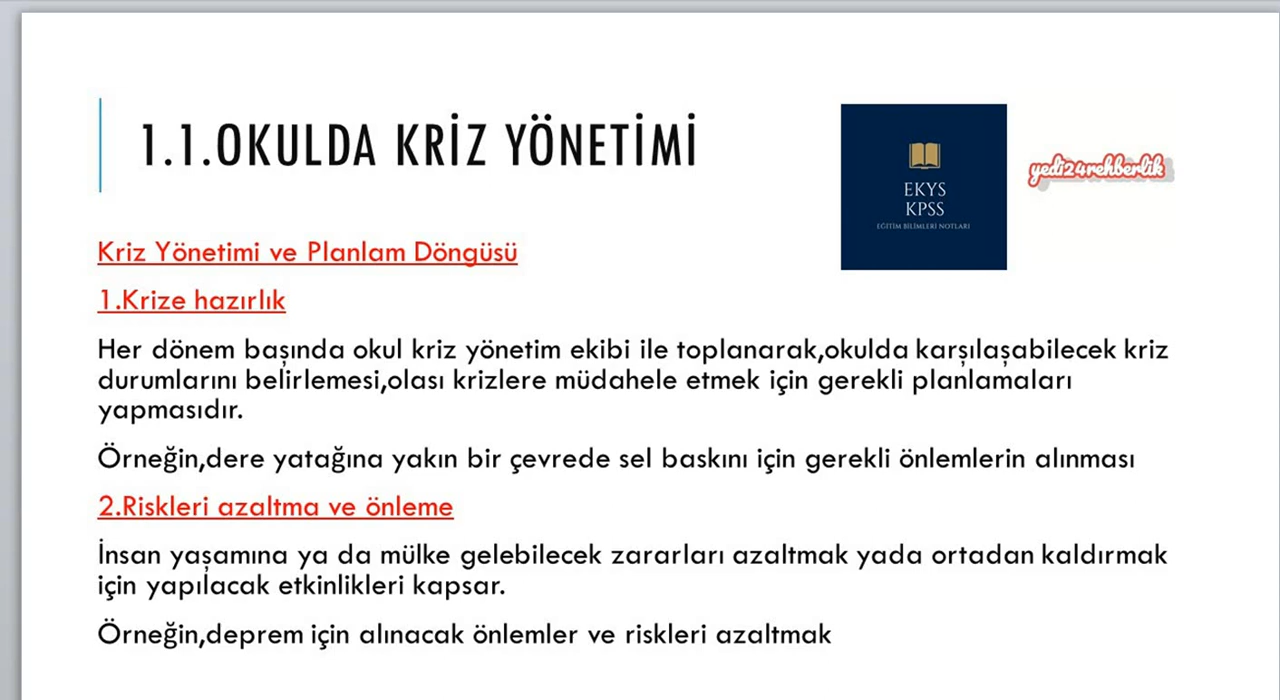 1.1.OKULDA KRİZ YÖNETİMİ
EKYS
KPSS
EĞİTİM BİLİMLERİ NOTLARI
yedi24rehberlik
Kriz Yönetimi ve Planlam Döngüsü
1.Krize hazırlık
Her dönem başında okul kriz yönetim ekibi ile toplanarak,okulda karşılaşabilecek kriz
durumlarını belirlemesi,olası krizlere müdahele etmek için gerekli planlamaları
yapmasıdır.
Örneğin,dere yatağına yakın bir çevrede sel baskını için gerekli önlemlerin alınması
2.Riskleri azaltma ve önleme
İnsan yaşamına ya da mülke gelebilecek zararları azaltmak yada ortadan kaldırmak
için yapılacak etkinlikleri kapsar.
Örneğin,deprem için alınacak önlemler ve riskleri azaltmak